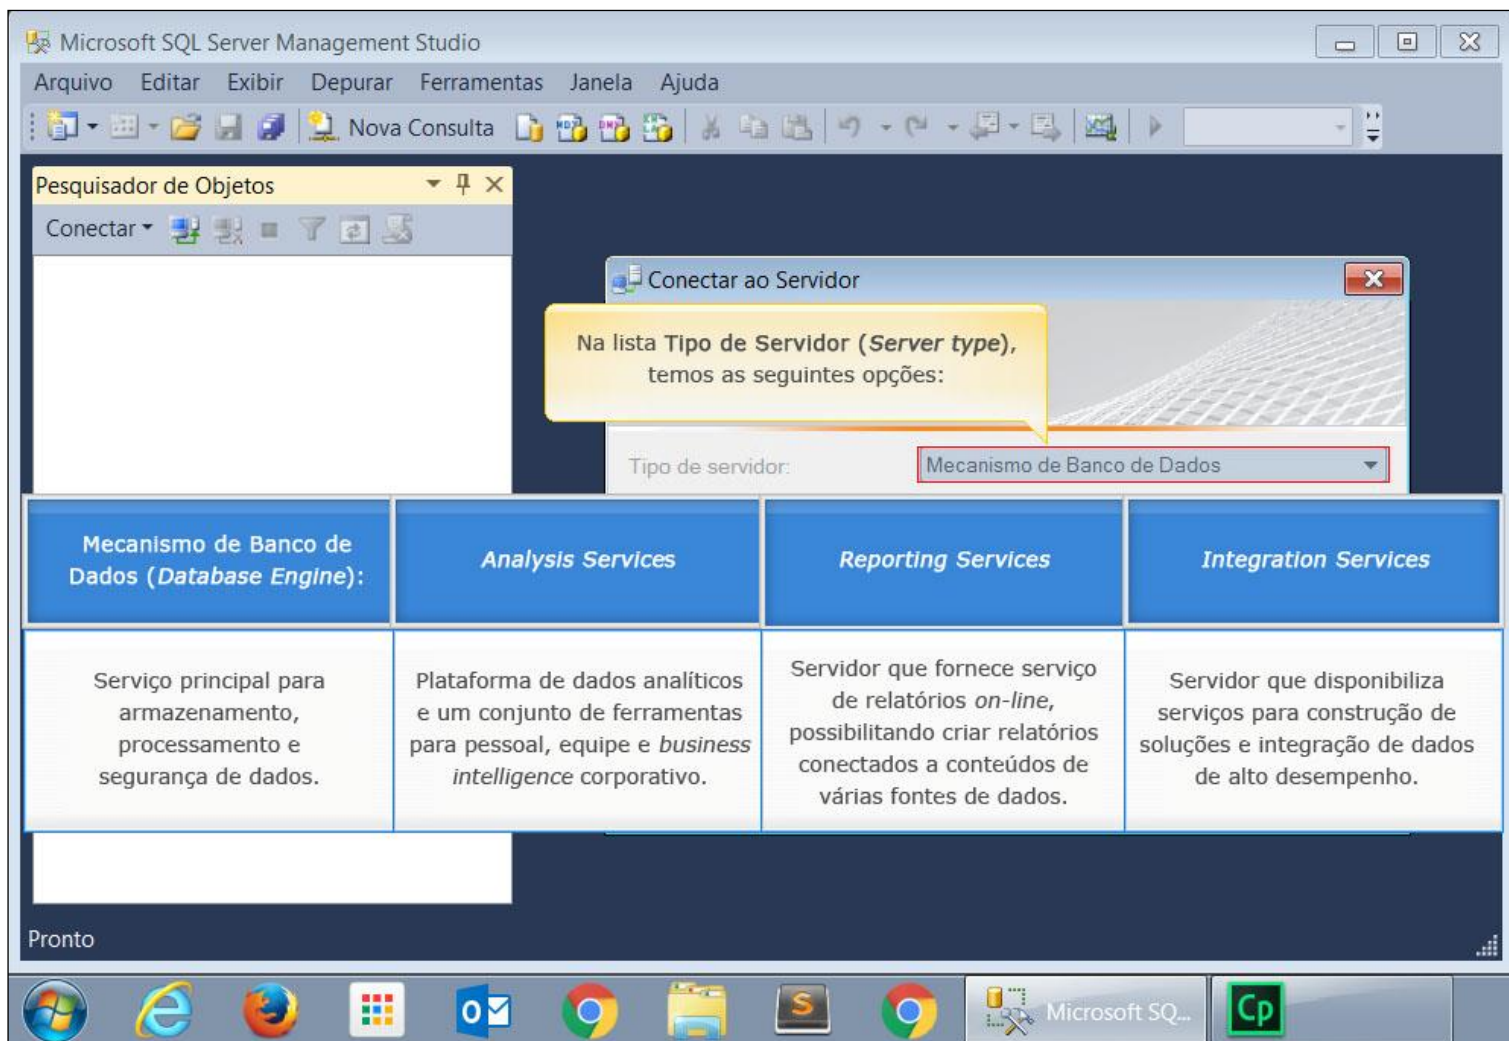 Microsoft SQL Server Management Studio
Arquivo Editar Exibir Depurar Ferramentas Janela Ajuda
Nova Consulta
Pesquisador de Objetos
Conectar
Conectar ao Servidor
Na lista Tipo de Servidor (Server type),
temos as seguintes opções:
Tipo de servidor:
Mecanismo de Banco de Dados
Mecanismo de Banco de
Dados (Database Engine):
Serviço principal para
armazenamento,
processamento e
segurança de dados.
Analysis Services
Plataforma de dados analíticos
e um conjunto de ferramentas
para pessoal, equipe e business
intelligence corporativo.
Reporting Services
Servidor que fornece serviço
de relatórios on-line,
possibilitando criar relatórios
conectados a conteúdos de
várias fontes de dados.
Integration Services
Servidor que disponibiliza
serviços para construção de
soluções e integração de dados
de alto desempenho.
Pronto
Microsoft SQ...
Cp